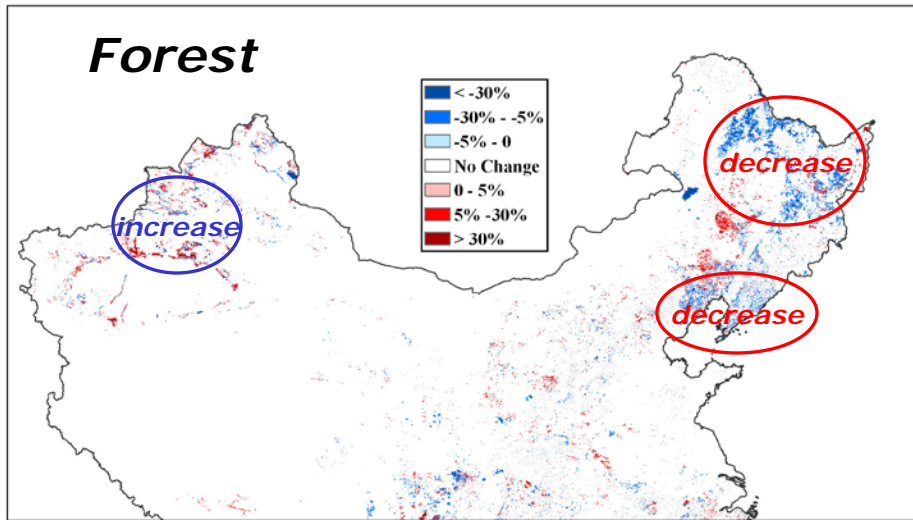 Forest
< -30%
-30% - -5%
-5% - 0
No Change
0 - 5%
5% -30%
> 30%
decrease
increase
decrease